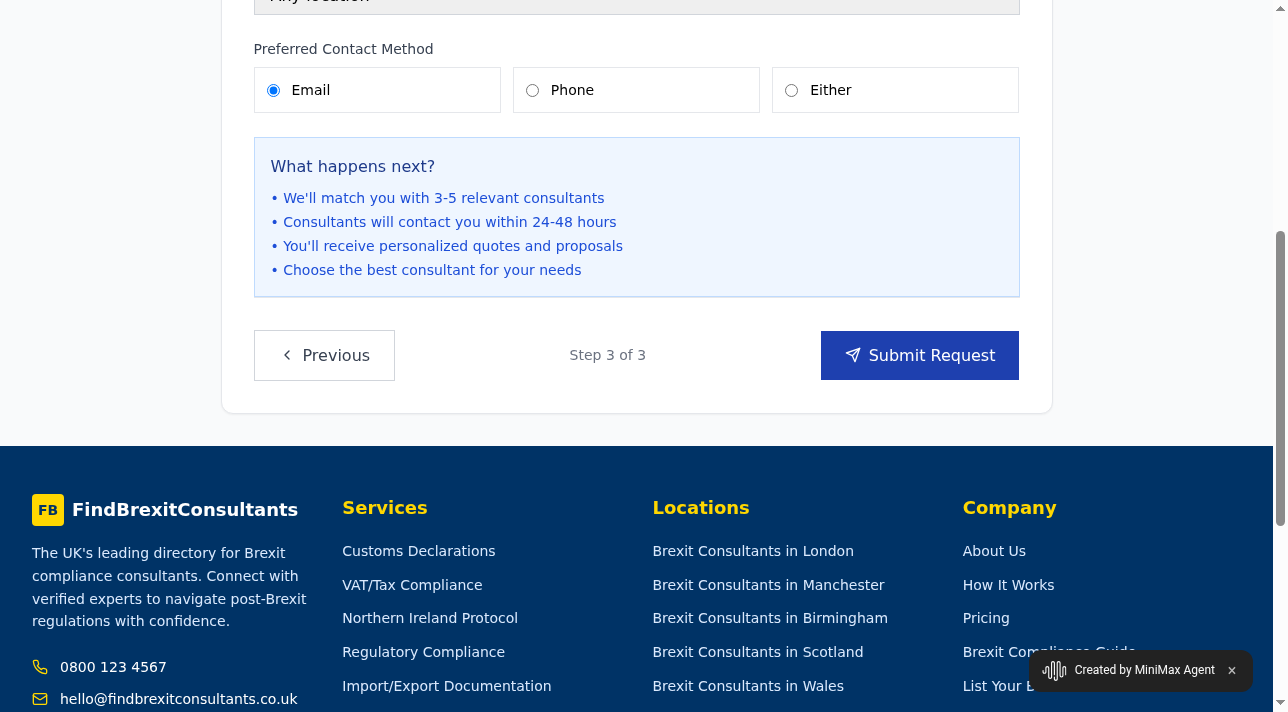 Preferred Contact Method
Email
Phone
Either
What happens next?
• We'll match you with 3-5 relevant consultants
• Consultants will contact you within 24-48 hours
• You'll receive personalized quotes and proposals
• Choose the best consultant for your needs
Previous
Step 3 of 3
Submit Request
FB FindBrexitConsultants
The UK's leading directory for Brexit
compliance consultants. Connect with
verified experts to navigate post-Brexit
regulations with confidence.
0800 123 4567
hello@findbrexitconsultants.co.uk
Services
Customs Declarations
VAT/Tax Compliance
Northern Ireland Protocol
Regulatory Compliance
Import/Export Documentation
Locations
Brexit Consultants in London
Brexit Consultants in Manchester
Brexit Consultants in Birmingham
Brexit Consultants in Scotland
Brexit Consultants in Wales
Company
About Us
How It Works
Pricing
Brexit
List Your
Created by MiniMax Agent